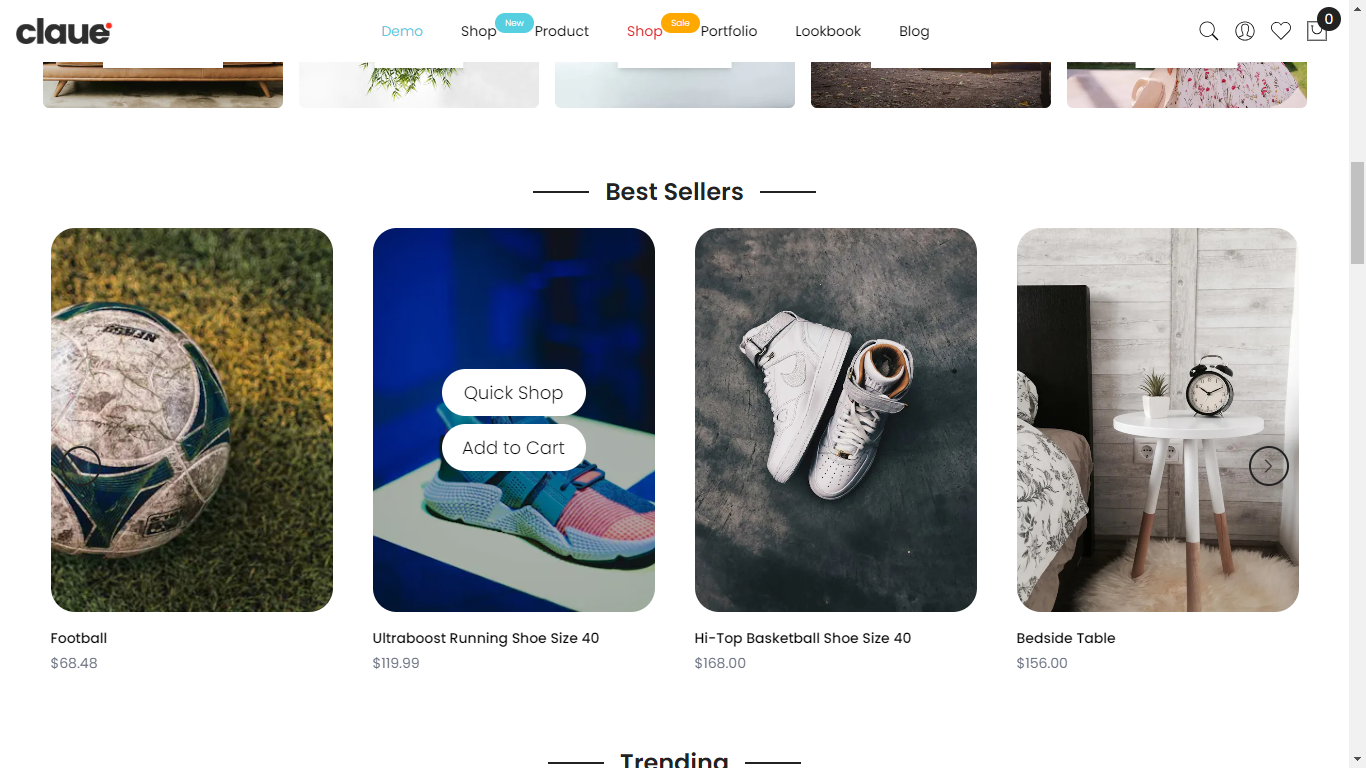 claue
Demo
Shop
New
Product
Shop
Sale
Portfolio
Lookbook
Blog
0
Best Sellers
Quick Shop
Add to Cart
Football
$68.48
Ultraboost Running Shoe Size 40
$119.99
Hi-Top Basketball Shoe Size 40
$168.00
Bedside Table
$156.00
Trending